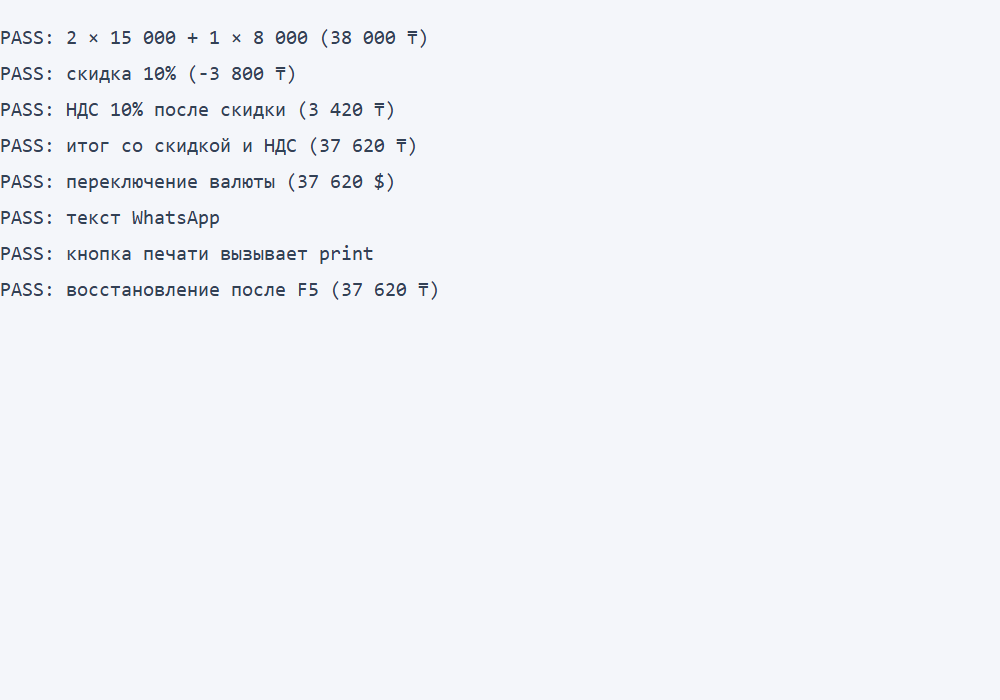 PASS: 2 × 15 000 + 1 × 8 000 (38 000 ₸)
PASS: скидка 10% (-3 800 ₸)
PASS: НДС 10% после скидки (3 420 ₸)
PASS: итог со скидкой и НДС (37 620 ₸)
PASS: переключение валюты (37 620 $)
PASS: текст WhatsApp
PASS: кнопка печати вызывает print
PASS: восстановление после F5 (37 620 ₸)